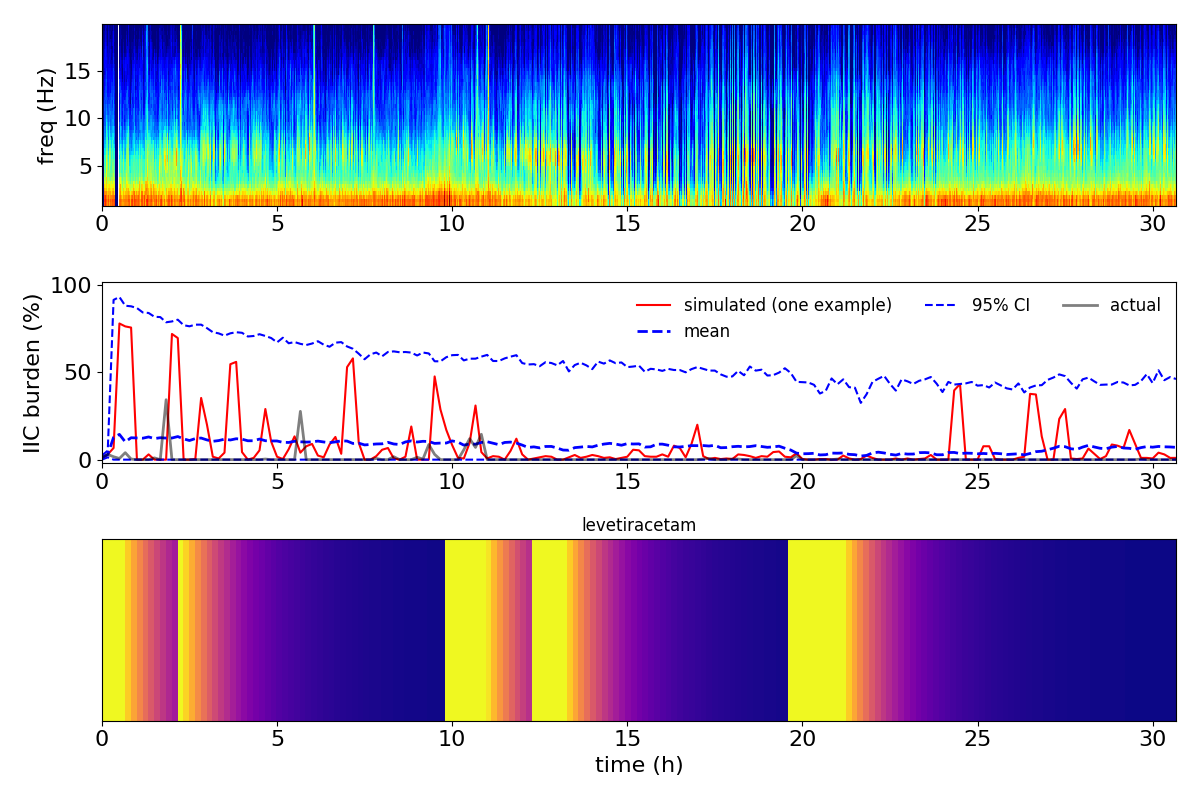 freq (Hz)
15
10
5
0 5 10 15 20 25 30
IIC burden (%)
100
50
0
simulated (one example)
mean
95% CI
actual
0 5 10 15 20 25 30
levetiracetam
0 5 10 15 20 25 30
time (h)